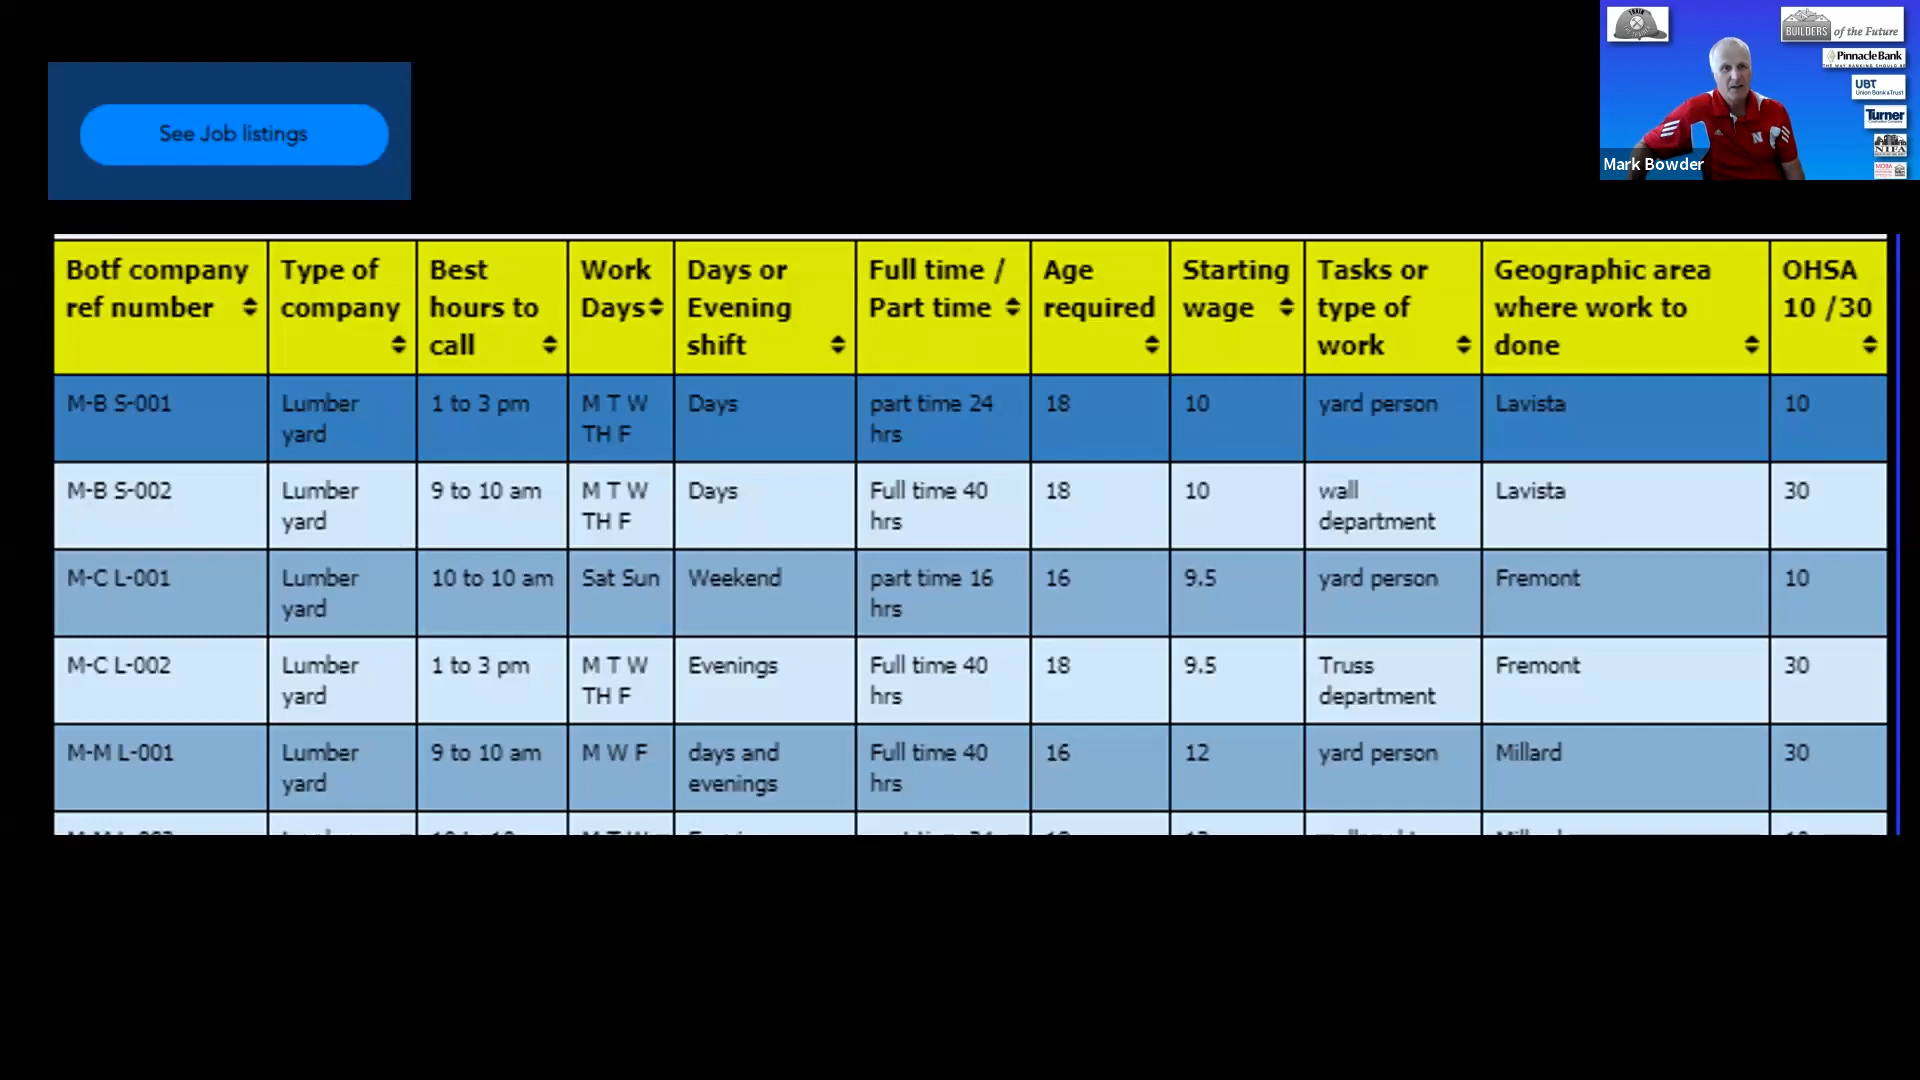 See Job listings
BUILDERS of the Future
Pinnacle Bank
UBT
Union Bank & Trust
Turner
NIFA
Mark Bowder
Botf company ref number | Type of company | Best hours to call | Work Days | Days or Evening shift | Full time / Part time | Age required | Starting wage | Tasks or type of work | Geographic area where work to done | OHSA 10 /30
M-B S-001 | Lumber yard | 1 to 3 pm | M T W TH F | Days | part time 24 hrs | 18 | 10 | yard person | Lavista | 10
M-B S-002 | Lumber yard | 9 to 10 am | M T W TH F | Days | Full time 40 hrs | 18 | 10 | wall department | Lavista | 30
M-C L-001 | Lumber yard | 10 to 10 am | Sat Sun | Weekend | part time 16 hrs | 16 | 9.5 | yard person | Fremont | 10
M-C L-002 | Lumber yard | 1 to 3 pm | M T W TH F | Evenings | Full time 40 hrs | 18 | 9.5 | Truss department | Fremont | 30
M-M L-001 | Lumber yard | 9 to 10 am | M W F | days and evenings | Full time 40 hrs | 16 | 12 | yard person | Millard | 30